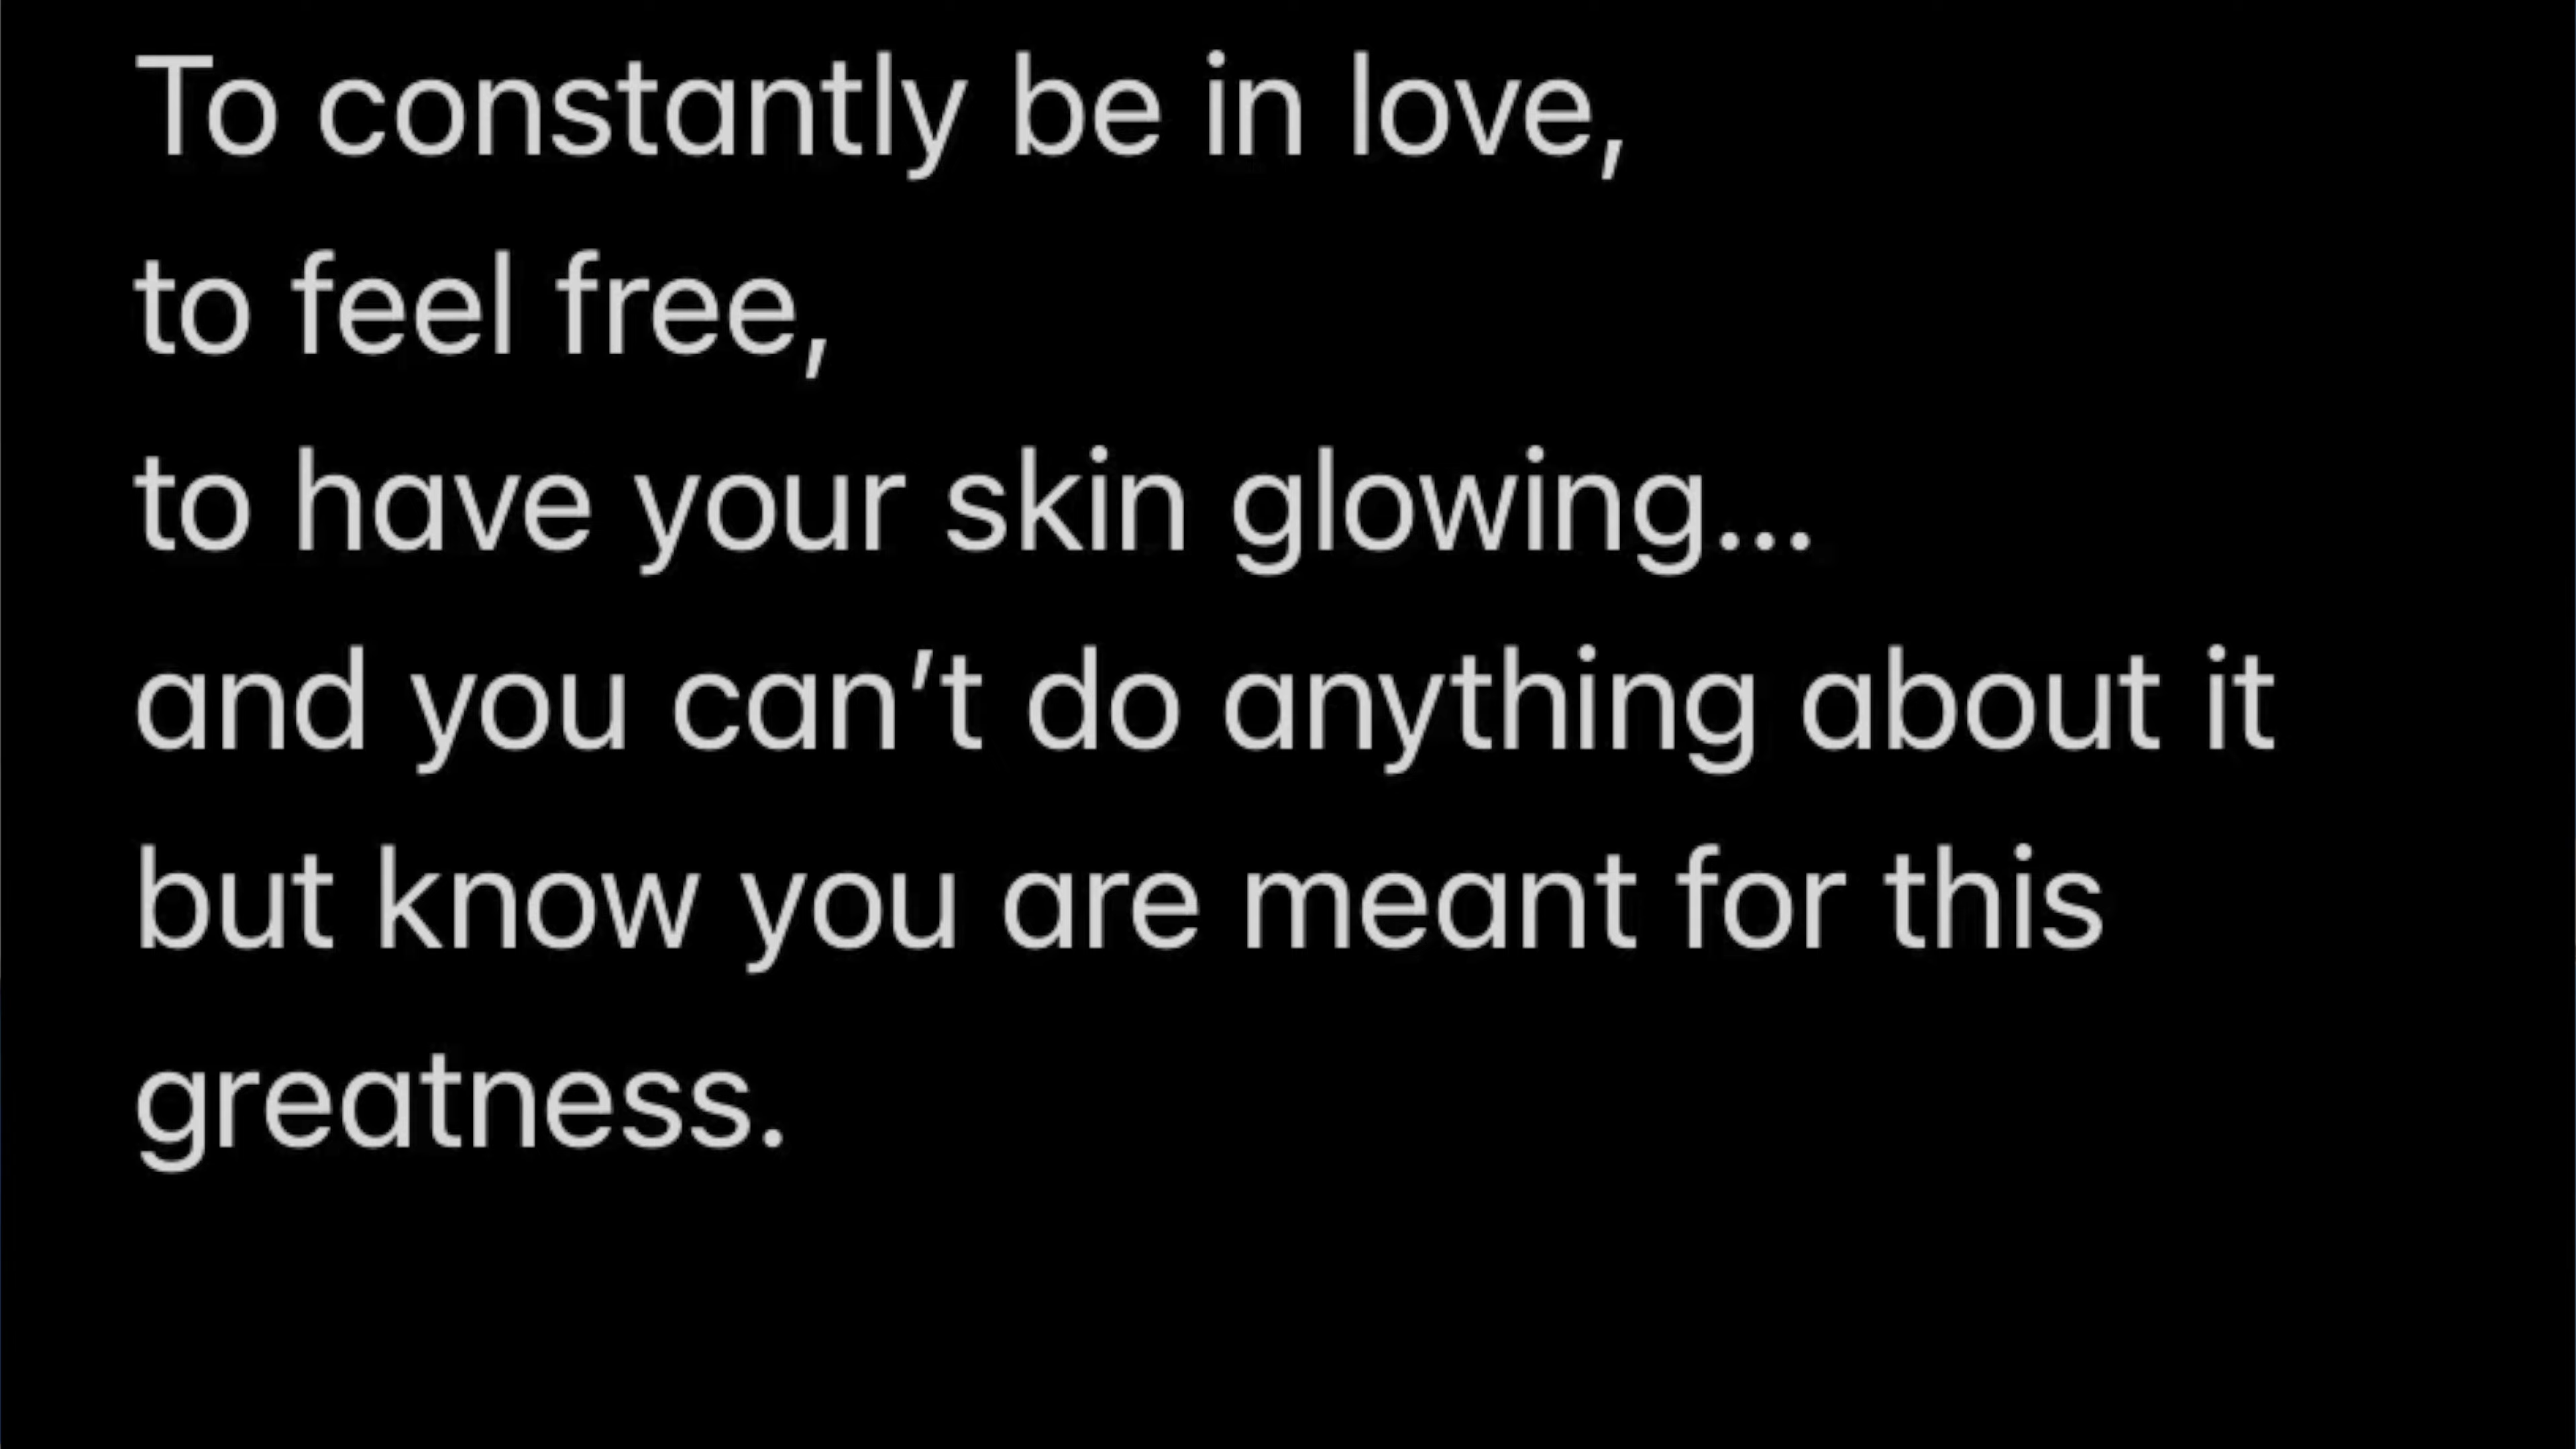 To constantly be in love,
to feel free,
to have your skin glowing...
and you can't do anything about it
but know you are meant for this
greatness.